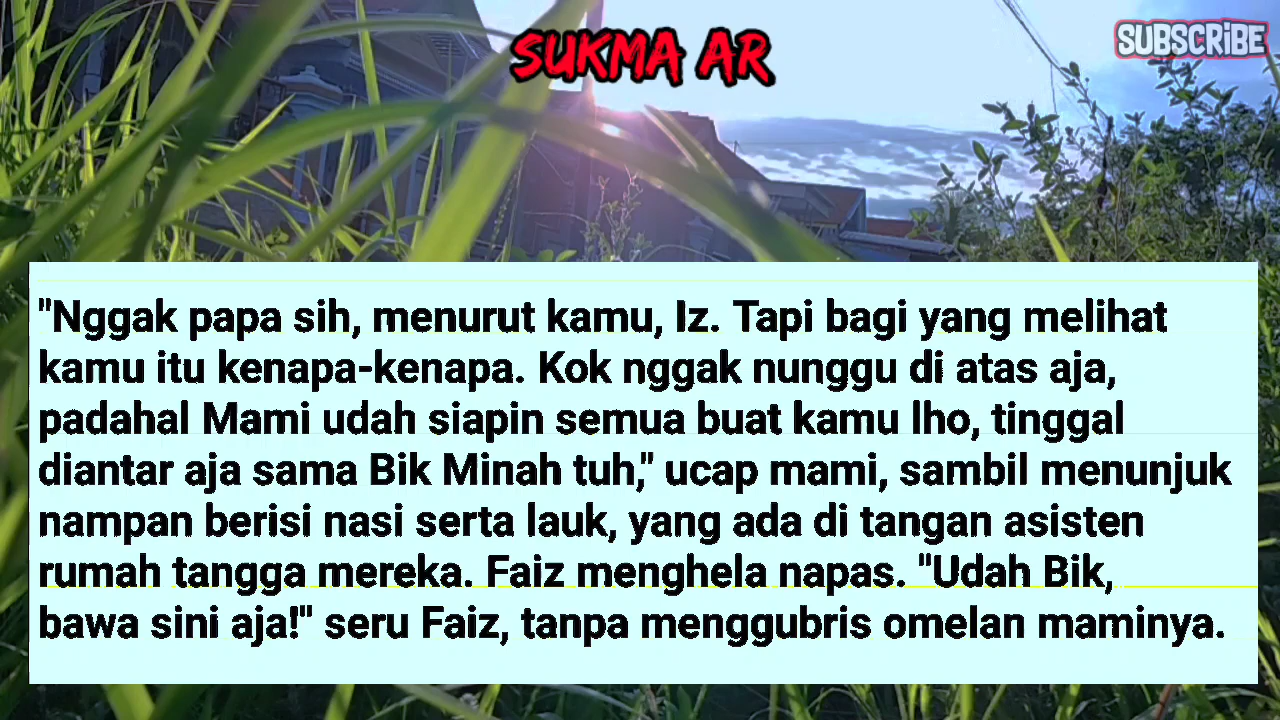 SUKMA AR
SUBSCRiBE
"Nggak papa sih, menurut kamu, Iz. Tapi bagi yang melihat
kamu itu kenapa-kenapa. Kok nggak nunggu di atas aja,
padahal Mami udah siapin semua buat kamu lho, tinggal
diantar aja sama Bik Minah tuh," ucap mami, sambil menunjuk
nampan berisi nasi serta lauk, yang ada di tangan asisten
rumah tangga mereka. Faiz menghela napas. "Udah Bik,
bawa sini aja!" seru Faiz, tanpa menggubris omelan maminya.